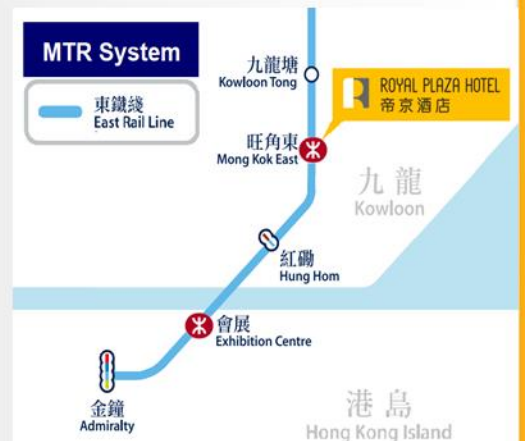 MTR System
東鐵綫
East Rail Line
九龍塘
Kowloon Tong
ROYAL PLAZA HOTEL
帝京酒店
旺角東
Mong Kok East
九龍
Kowloon
紅磡
Hung Hom
會展
Exhibition Centre
金鐘
Admiralty
港島
Hong Kong Island